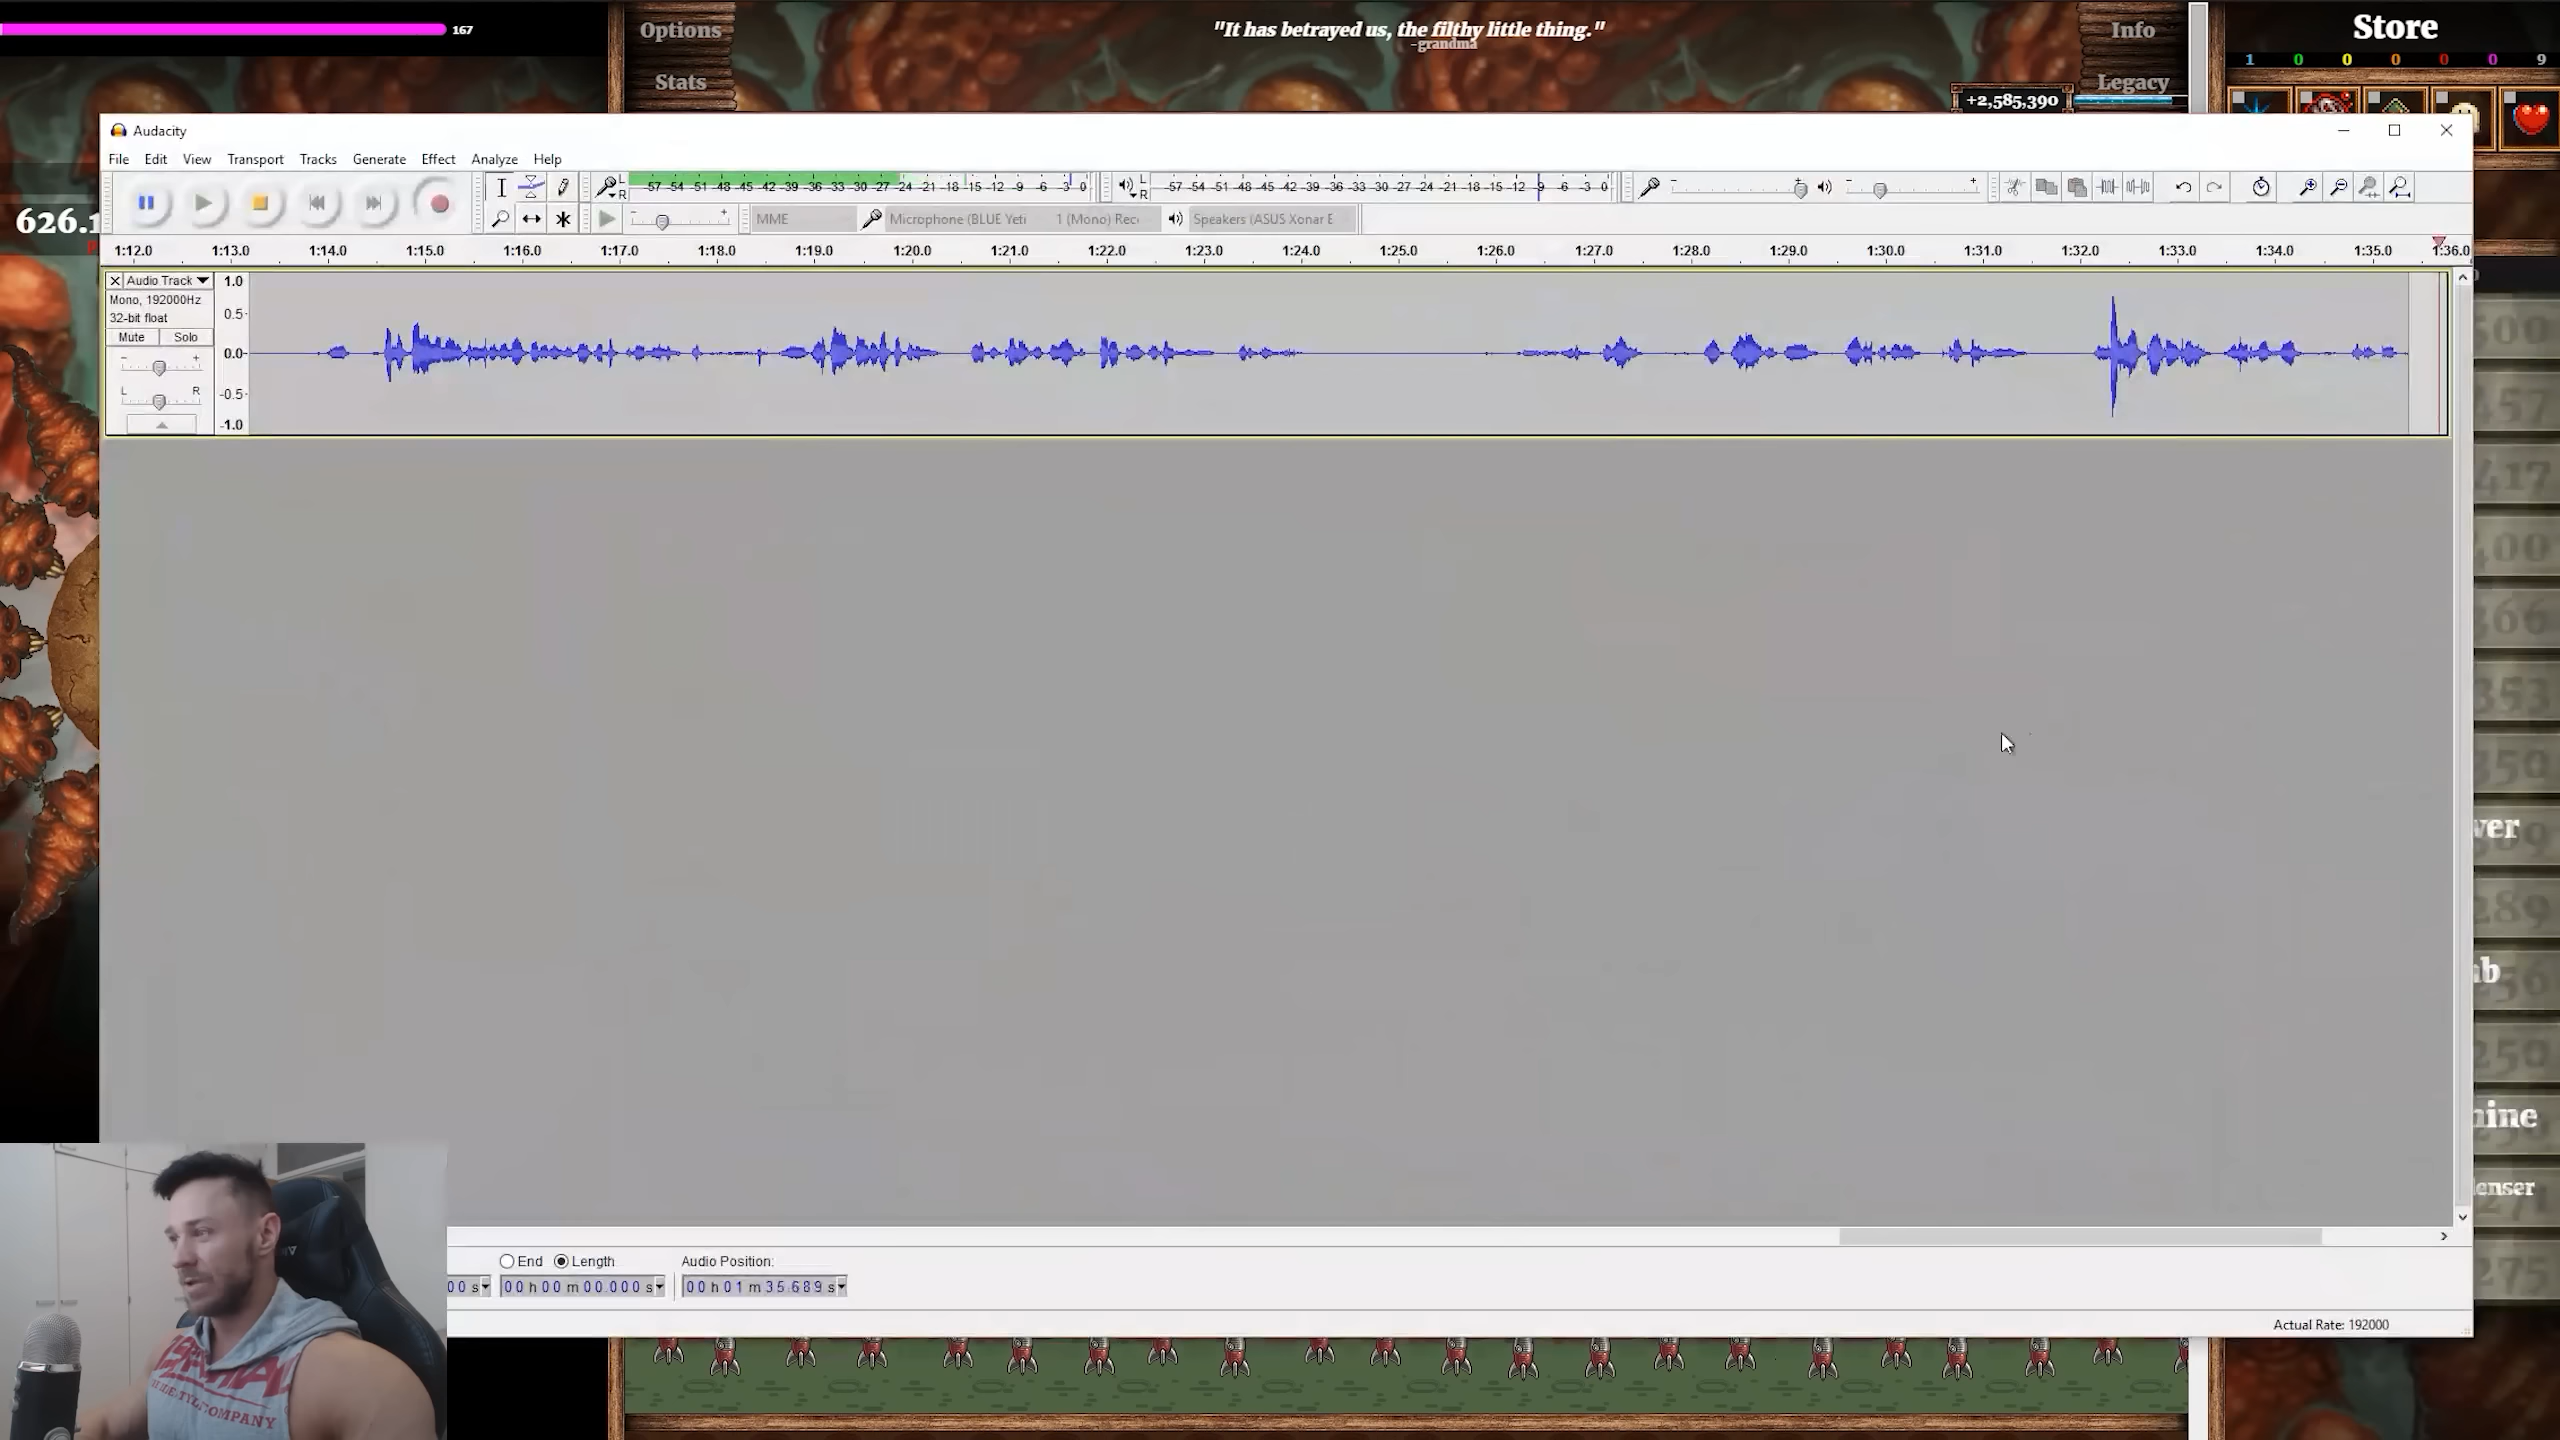 167
Options
"It has betrayed us, the filthy little thing."
-grandma
Info
Store
Stats
Legacy
1 0 0 0 0 0 9
+2,585,390
Audacity
File Edit View Transport Tracks Generate Effect Analyze Help
L
R
-57 -54 -51 -48 -45 -42 -39 -36 -33 -30 -27 -24 -21 -18 -15 -12 -9 -6 -3 0
L
R
-57 -54 -51 -48 -45 -42 -39 -36 -33 -30 -27 -24 -21 -18 -15 -12 -9 -6 -3 0
626.1
MME
Microphone (BLUE Yeti 1 (Mono) Rec
Speakers (ASUS Xonar E
1:12.0 1:13.0 1:14.0 1:15.0 1:16.0 1:17.0 1:18.0 1:19.0 1:20.0 1:21.0 1:22.0 1:23.0 1:24.0 1:25.0 1:26.0 1:27.0 1:28.0 1:29.0 1:30.0 1:31.0 1:32.0 1:33.0 1:34.0 1:35.0 1:36.0
Audio Track
Mono, 192000Hz
32-bit float
Mute Solo
L R
1.0
0.5
0.0
-0.5
-1.0
End Length
Audio Position:
00 s
00 h 00 m 00.000 s
00 h 01 m 35.689 s
Actual Rate: 192000
COMPANY